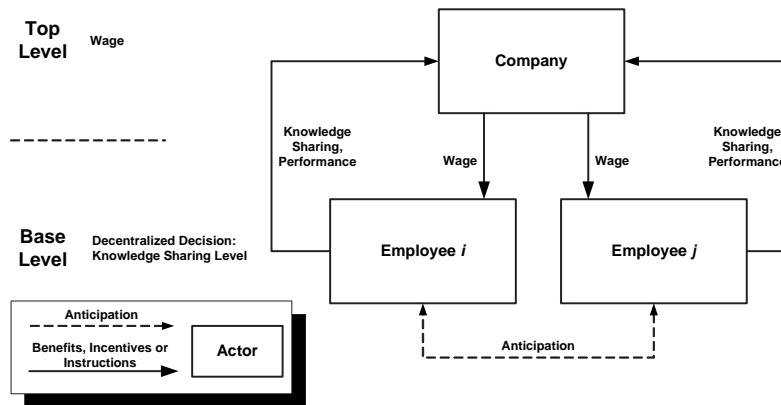 Top
Level
Wage
Company
Knowledge
Sharing,
Performance
Knowledge
Sharing,
Performance
Wage
Wage
Base
Level
Decentralized Decision:
Knowledge Sharing Level
Employee i
Employee j
Anticipation
Benefits, Incentives or
Instructions
Actor
Anticipation